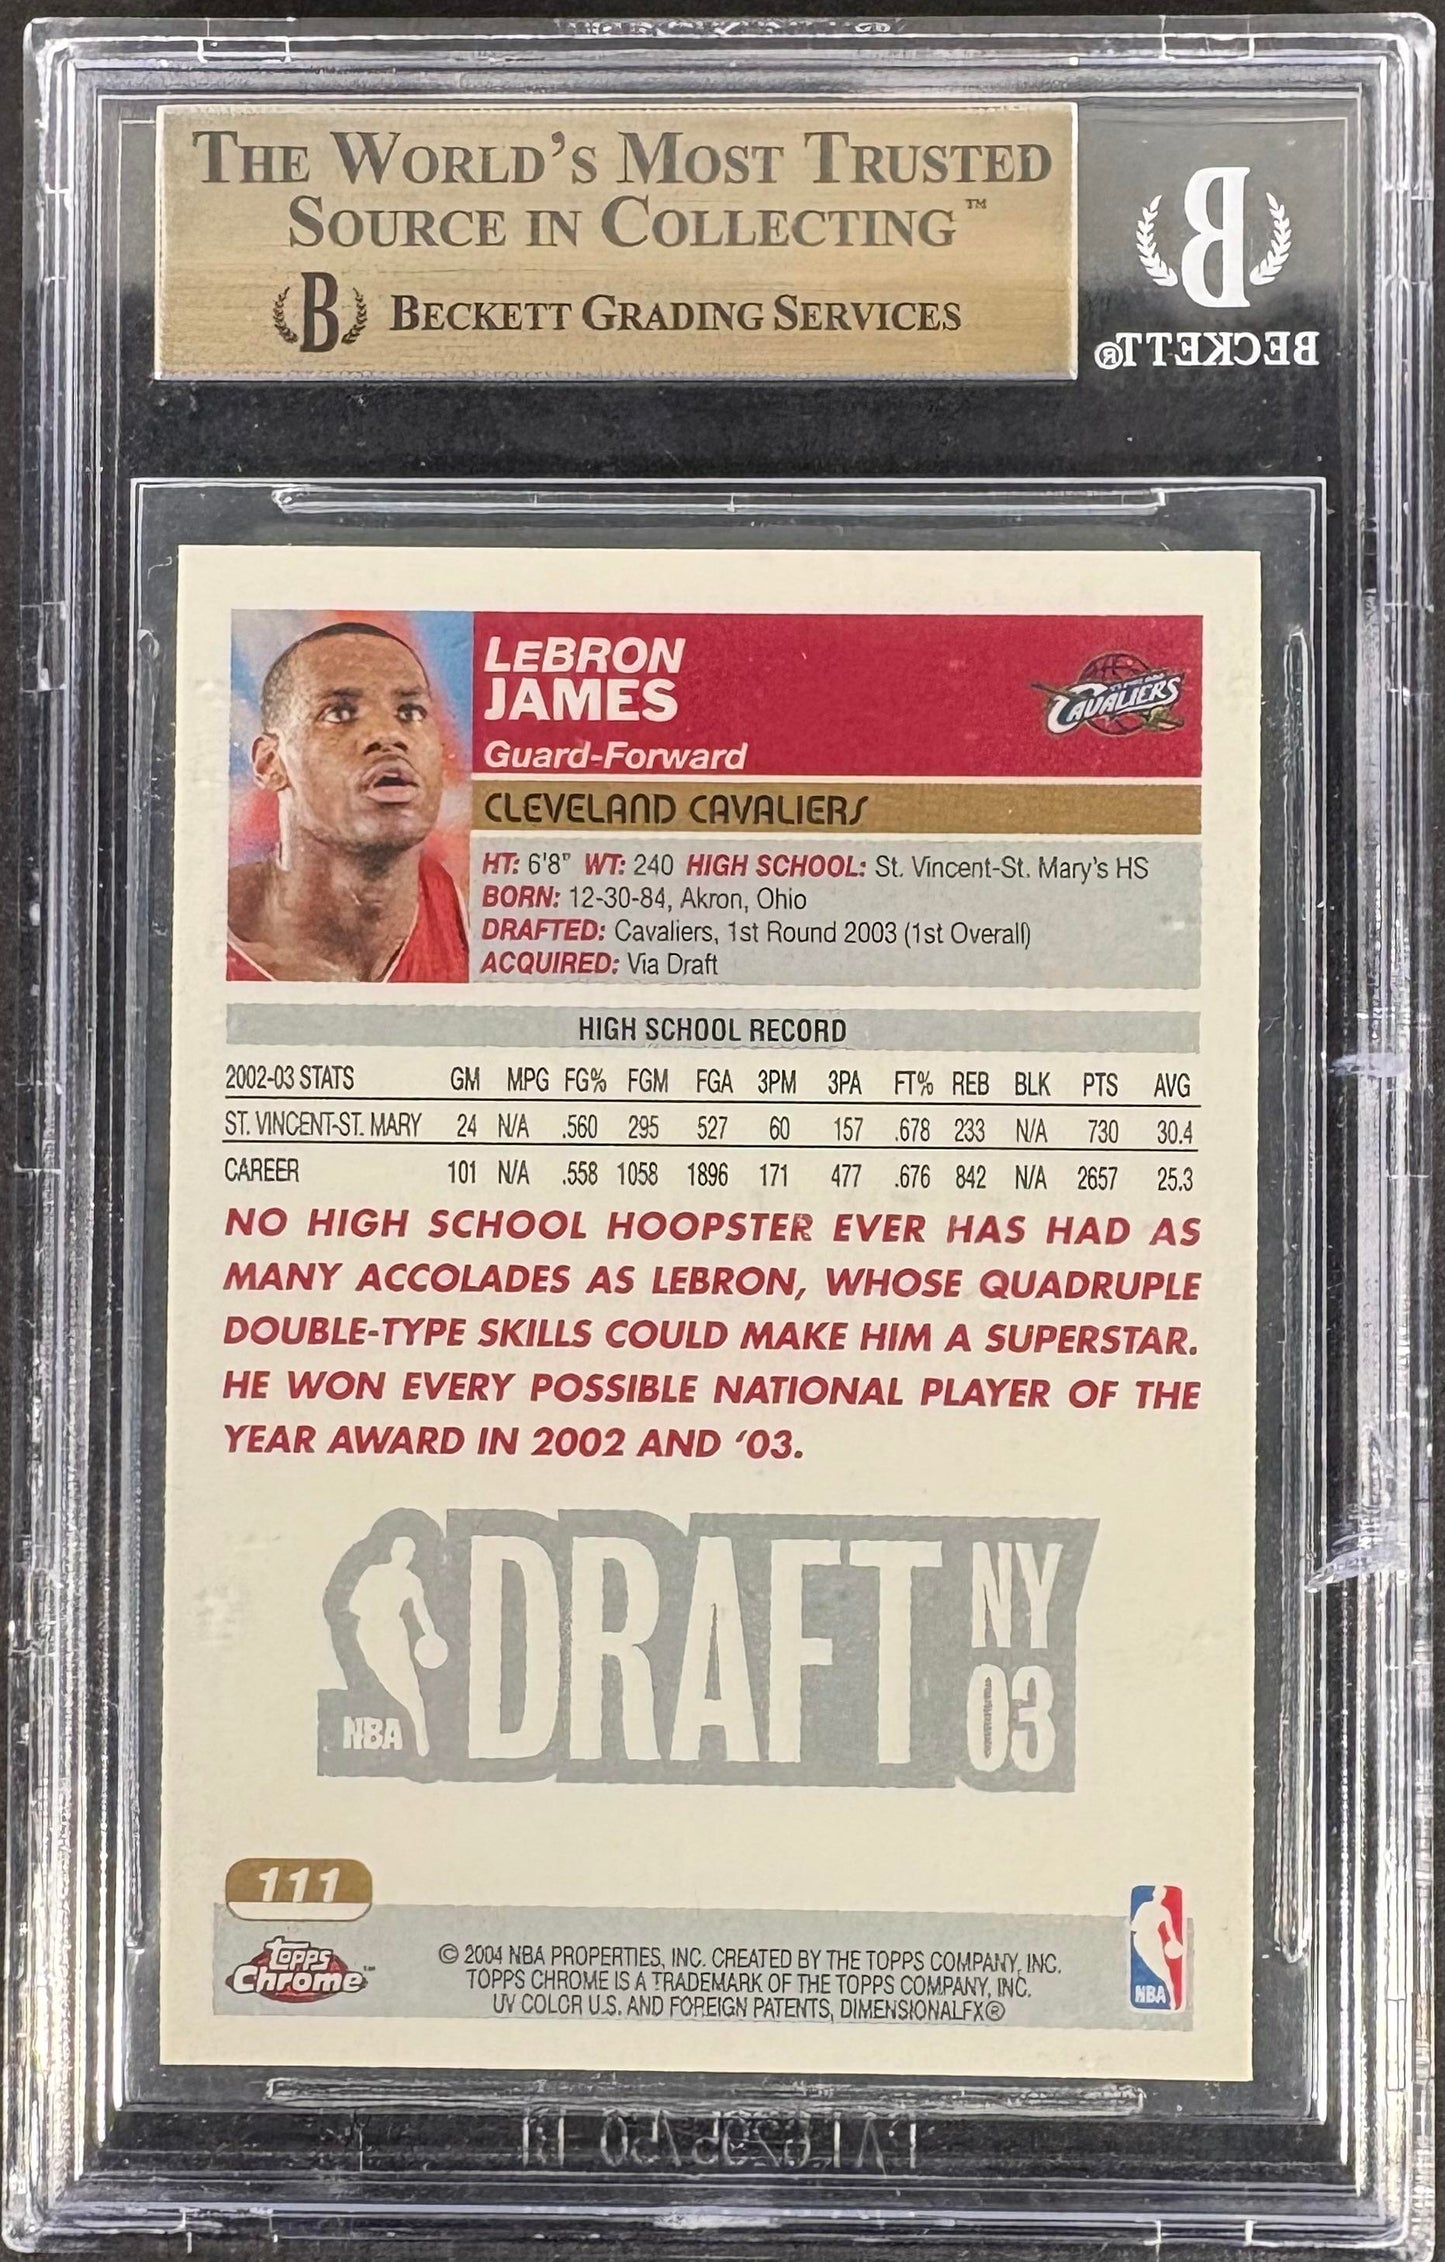 THE WORLD'S MOST TRUSTED
SOURCE IN COLLECTING™
B BECKETT GRADING SERVICES
B
BECKETT®
LeBRON
JAMES
Guard-Forward
CAVALIERS
CLEVELAND CAVALIERS
HT: 6'8" WT: 240 HIGH SCHOOL: St. Vincent-St. Mary's HS
BORN: 12-30-84, Akron, Ohio
DRAFTED: Cavaliers, 1st Round 2003 (1st Overall)
ACQUIRED: Via Draft
HIGH SCHOOL RECORD
2002-03 STATS GM MPG FG% FGM FGA 3PM 3PA FT% REB BLK PTS AVG
ST. VINCENT-ST. MARY 24 N/A .560 295 527 60 157 .678 233 N/A 730 30.4
CAREER 101 N/A .558 1058 1896 171 477 .676 842 N/A 2657 25.3
NO HIGH SCHOOL HOOPSTER EVER HAS HAD AS
MANY ACCOLADES AS LEBRON, WHOSE QUADRUPLE
DOUBLE-TYPE SKILLS COULD MAKE HIM A SUPERSTAR.
HE WON EVERY POSSIBLE NATIONAL PLAYER OF THE
YEAR AWARD IN 2002 AND '03.
NBA DRAFT NY
03
111
Topps
Chrome™
© 2004 NBA PROPERTIES, INC. CREATED BY THE TOPPS COMPANY, INC.
TOPPS CHROME IS A TRADEMARK OF THE TOPPS COMPANY, INC.
UV COLOR U.S. AND FOREIGN PATENTS, DIMENSIONALFX®
NBA